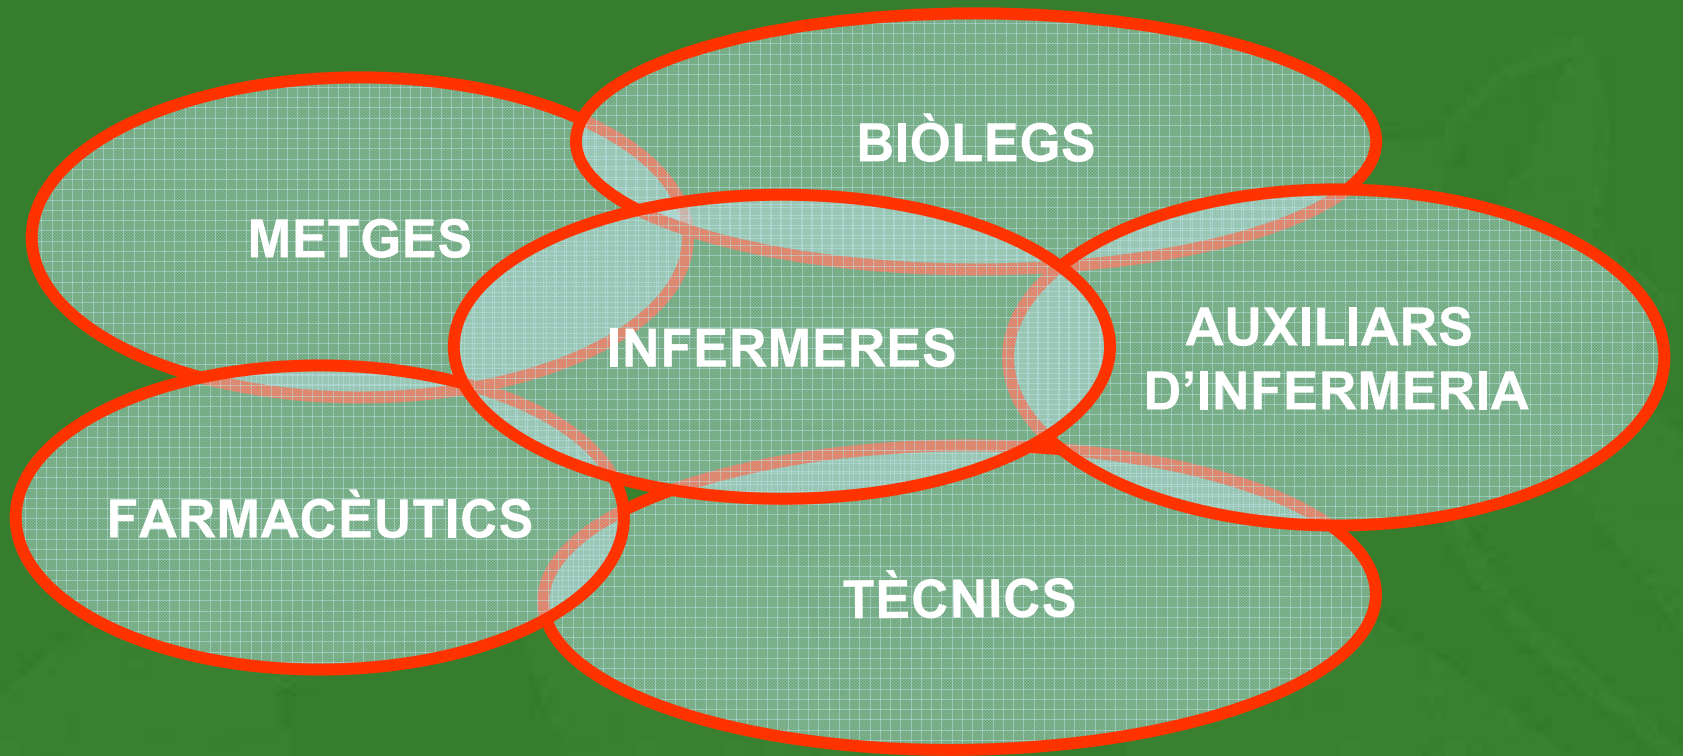 BIÒLEGS
METGES
INFERMERES
AUXILIARS
D’INFERMERIA
FARMACÈUTICS
TÈCNICS